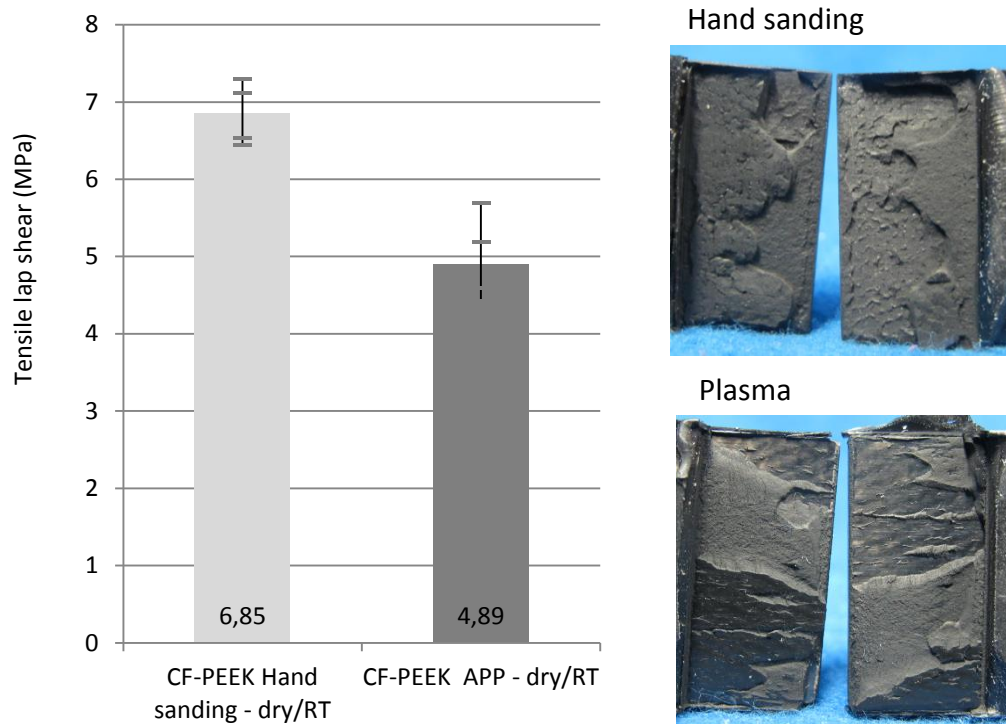 Tensile lap shear (MPa)
8
7
6
5
4
3
2
1
0
6,85
4,89
CF-PEEK Hand
sanding - dry/RT
CF-PEEK  APP - dry/RT
Hand sanding
Plasma